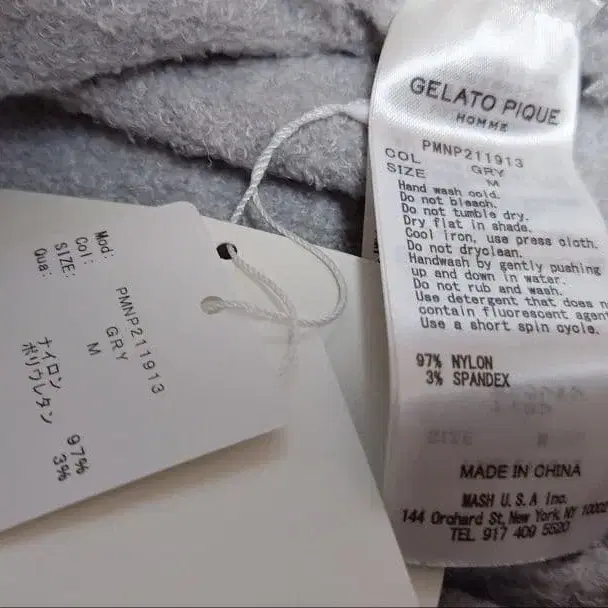 GELATO PIQUE
HOMME
PMNP211913
COL GRY
SIZE M
Hand wash cold.
Do not bleach.
Do not tumble dry.
Dry flat in shade.
Cool iron, use press cloth.
Do not dryclean.
Handwash by gently pushing
up and down in water.
Do not rub and wash.
Use detergent that does n
contain fluorescent agent
Use a short spin cycle.
97% NYLON
3% SPANDEX
MADE IN CHINA
MASH U.S.A Inc.
144 Orchard St, New York, NY 10002
TEL 917 409 5520
Mod: PMNP211913
Col: GRY
SIZE: M
Qua: ナイロン 97%
ポリウレタン 3%